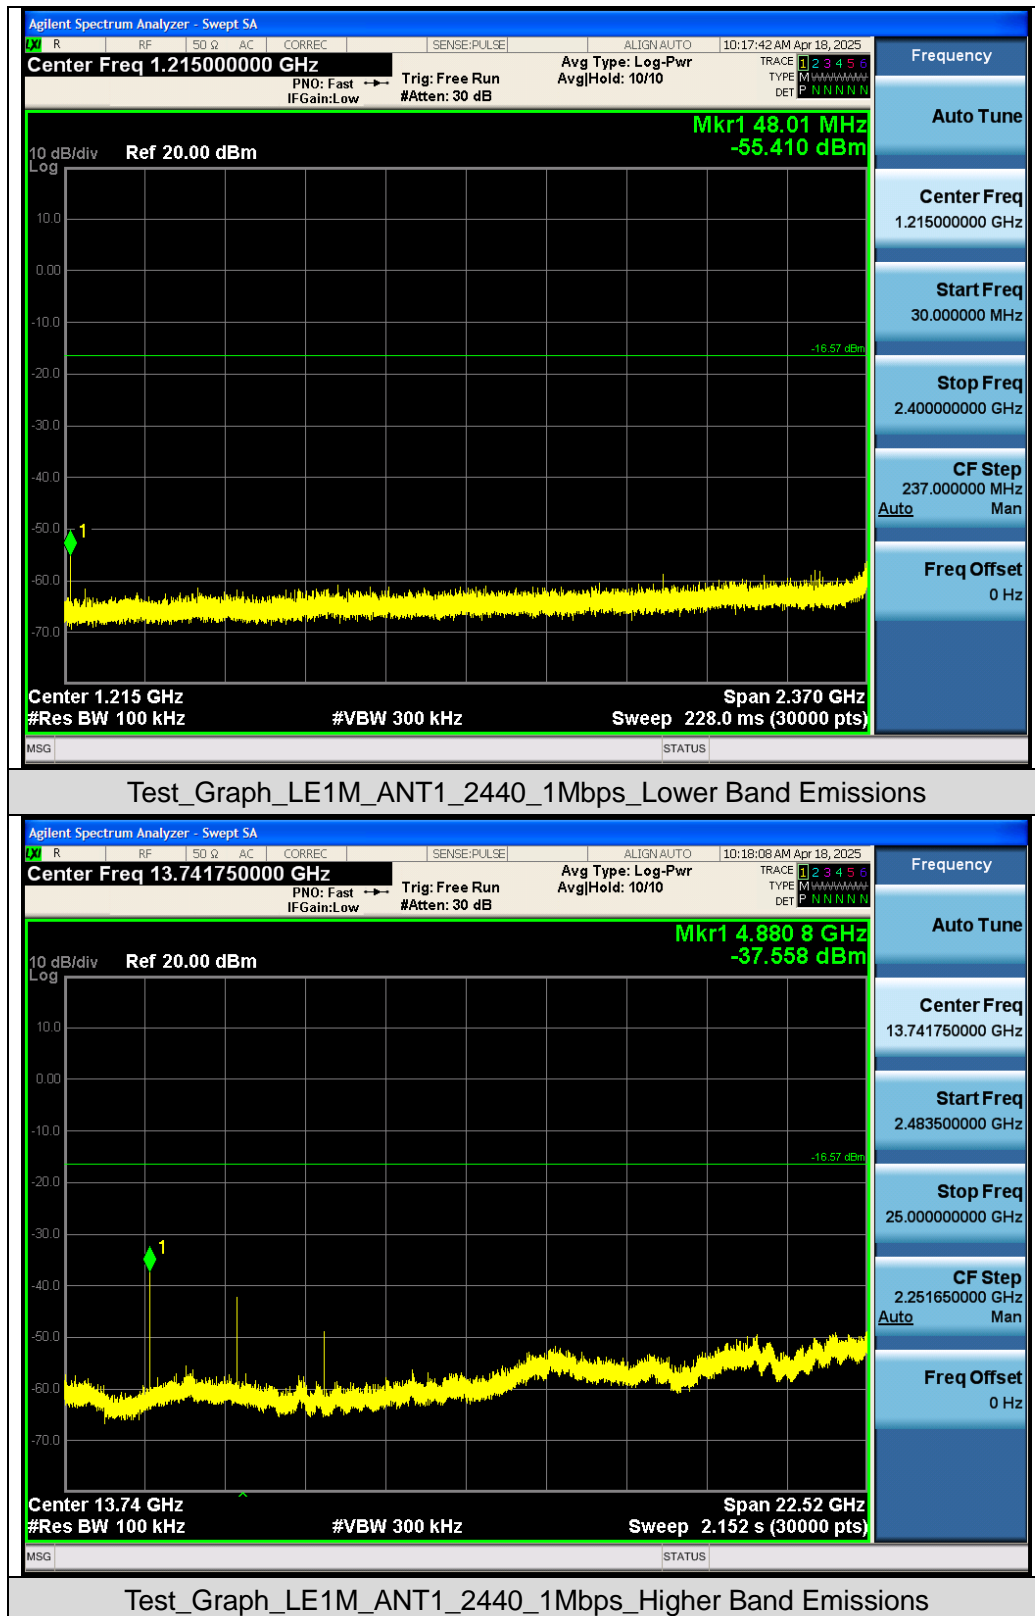 Agilent Spectrum Analyzer - Swept SA
LXI R RF 50 Ω AC CORREC SENSE:PULSE ALIGN AUTO 10:17:42 AM Apr 18, 2025
Center Freq 1.215000000 GHz
PNO: Fast
IFGain:Low
Trig: Free Run
#Atten: 30 dB
Avg Type: Log-Pwr
Avg|Hold: 10/10
TRACE 1 2 3 4 5 6
TYPE M WWWWW
DET P N N N N N
Frequency
Auto Tune
Center Freq
1.215000000 GHz
Start Freq
30.000000 MHz
Stop Freq
2.400000000 GHz
CF Step
237.000000 MHz
Auto Man
Freq Offset
0 Hz
Mkr1 48.01 MHz
-55.410 dBm
10 dB/div Ref 20.00 dBm
Log
10.0
0.00
-10.0
-16.57 dBm
-20.0
-30.0
-40.0
-50.0
1
-60.0
-70.0
Center 1.215 GHz Span 2.370 GHz
#Res BW 100 kHz #VBW 300 kHz Sweep 228.0 ms (30000 pts)
MSG STATUS
Test_Graph_LE1M_ANT1_2440_1Mbps_Lower Band Emissions
Agilent Spectrum Analyzer - Swept SA
LXI R RF 50 Ω AC CORREC SENSE:PULSE ALIGN AUTO 10:18:08 AM Apr 18, 2025
Center Freq 13.741750000 GHz
PNO: Fast
IFGain:Low
Trig: Free Run
#Atten: 30 dB
Avg Type: Log-Pwr
Avg|Hold: 10/10
TRACE 1 2 3 4 5 6
TYPE M WWWWW
DET P N N N N N
Frequency
Auto Tune
Center Freq
13.741750000 GHz
Start Freq
2.483500000 GHz
Stop Freq
25.000000000 GHz
CF Step
2.251650000 GHz
Auto Man
Freq Offset
0 Hz
Mkr1 4.880 8 GHz
-37.558 dBm
10 dB/div Ref 20.00 dBm
Log
10.0
0.00
-10.0
-16.57 dBm
-20.0
-30.0
1
-40.0
-50.0
-60.0
-70.0
Center 13.74 GHz Span 22.52 GHz
#Res BW 100 kHz #VBW 300 kHz Sweep 2.152 s (30000 pts)
MSG STATUS
Test_Graph_LE1M_ANT1_2440_1Mbps_Higher Band Emissions